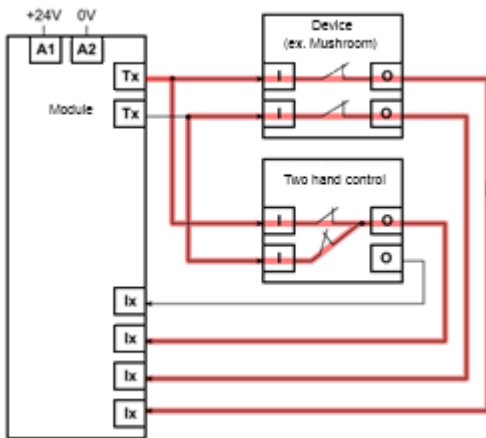 +24V 0V
A1 A2
Device
(ex. Mushroom)
Tx
I O
Tx
Module
I O
Two hand control
I O
I O
Ix
Ix
Ix
Ix